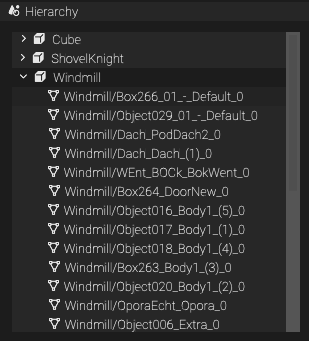 Hierarchy
Cube
ShovelKnight
Windmill
Windmill/Box266_01_-_Default_0
Windmill/Object029_01_-_Default_0
Windmill/Dach_PodDach2_0
Windmill/Dach_Dach_(1)_0
Windmill/WEnt_BOCk_BokWent_0
Windmill/Box264_DoorNew_0
Windmill/Object016_Body1_(5)_0
Windmill/Object017_Body1_(1)_0
Windmill/Object018_Body1_(4)_0
Windmill/Box263_Body1_(3)_0
Windmill/Object020_Body1_(2)_0
Windmill/OporaEcht_Opora_0
Windmill/Object006_Extra_0